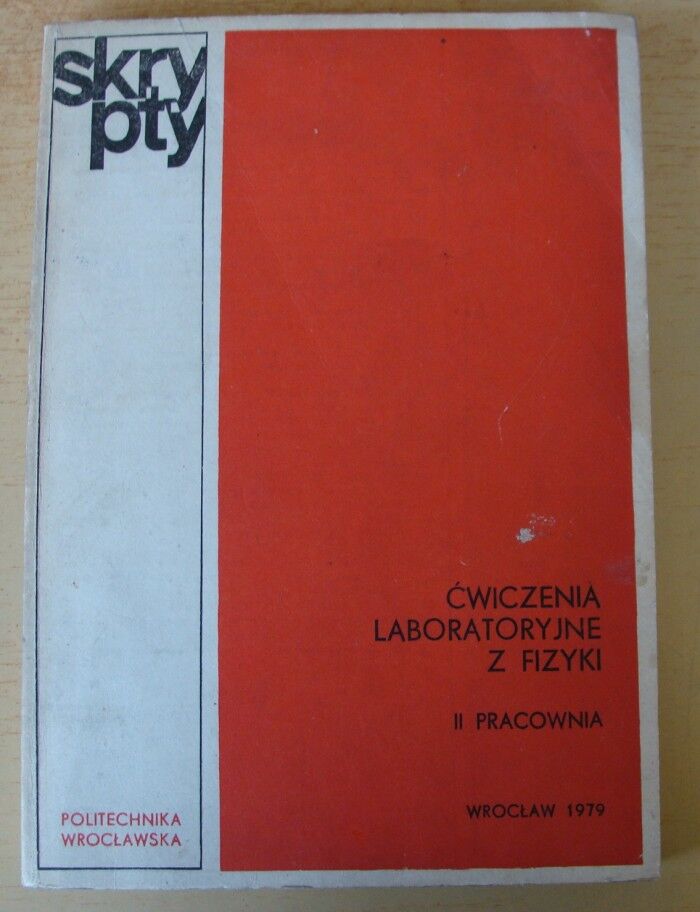 skry
pty
ĆWICZENIA
LABORATORYJNE
Z FIZYKI
II PRACOWNIA
WROCŁAW 1979
POLITECHNIKA
WROCŁAWSKA